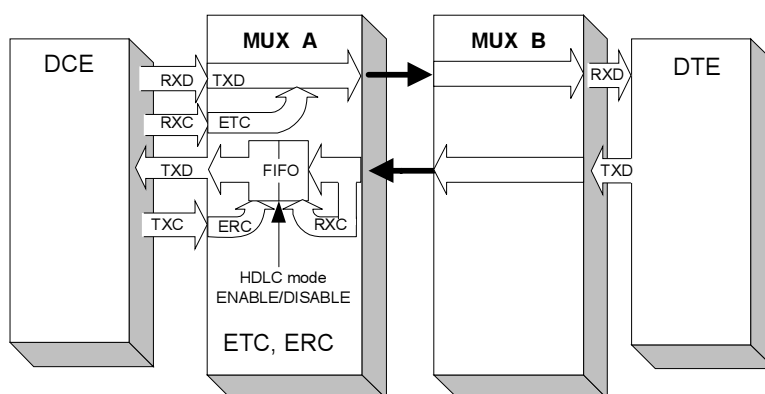 MUX A
MUX B
DCE
DTE
RXD TXD
RXD
RXC ETC
TXD
FIFO
TXD
TXC
ERC
RXC
HDLC mode
ENABLE/DISABLE
ETC, ERC